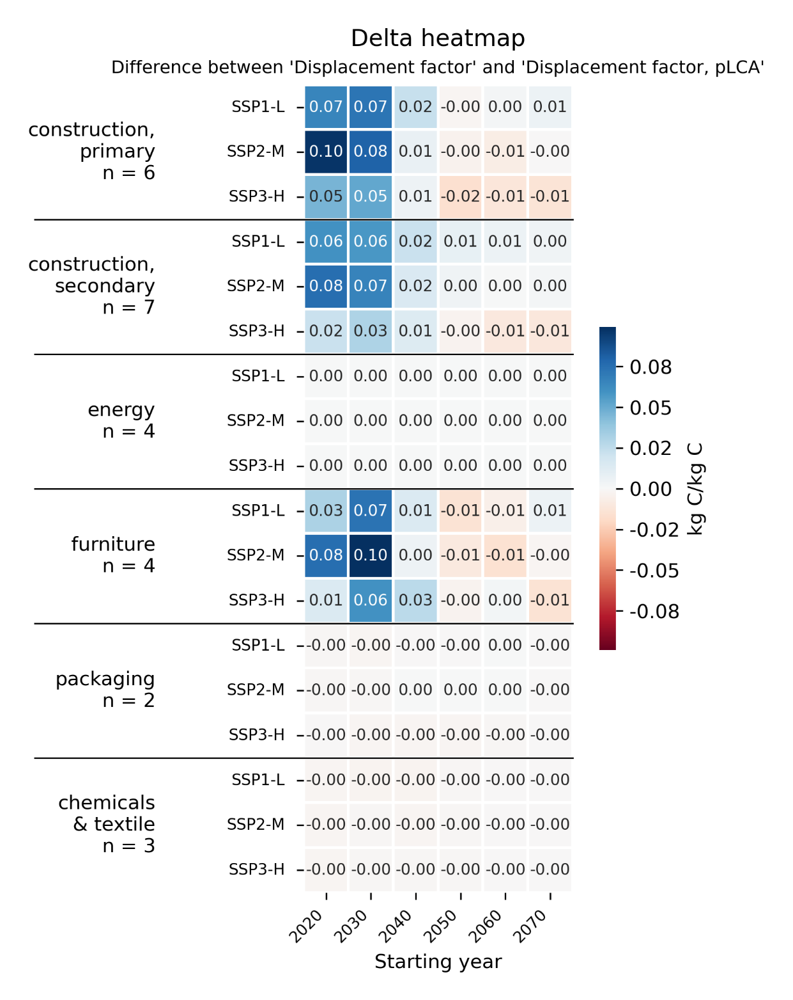 Delta heatmap
Difference between 'Displacement factor' and 'Displacement factor, pLCA'
construction,
primary
n = 6
SSP1-L 0.07 0.07 0.02 -0.00 0.00 0.01
SSP2-M 0.10 0.08 0.01 -0.00 -0.01 -0.00
SSP3-H 0.05 0.05 0.01 -0.02 -0.01 -0.01
construction,
secondary
n = 7
SSP1-L 0.06 0.06 0.02 0.01 0.01 0.00
SSP2-M 0.08 0.07 0.02 0.00 0.00 0.00
SSP3-H 0.02 0.03 0.01 -0.00 -0.01 -0.01
energy
n = 4
SSP1-L 0.00 0.00 0.00 0.00 0.00 0.00
SSP2-M 0.00 0.00 0.00 0.00 0.00 0.00
SSP3-H 0.00 0.00 0.00 0.00 0.00 0.00
furniture
n = 4
SSP1-L 0.03 0.07 0.01 -0.01 -0.01 0.01
SSP2-M 0.08 0.10 0.00 -0.01 -0.01 -0.00
SSP3-H 0.01 0.06 0.03 -0.00 0.00 -0.01
packaging
n = 2
SSP1-L -0.00 -0.00 -0.00 -0.00 0.00 -0.00
SSP2-M -0.00 -0.00 0.00 0.00 0.00 -0.00
SSP3-H -0.00 -0.00 -0.00 -0.00 -0.00 -0.00
chemicals
& textile
n = 3
SSP1-L -0.00 -0.00 -0.00 -0.00 -0.00 -0.00
SSP2-M -0.00 -0.00 -0.00 -0.00 -0.00 -0.00
SSP3-H -0.00 -0.00 -0.00 -0.00 -0.00 -0.00
2020 2030 2040 2050 2060 2070
Starting year
0.08
0.05
0.02
0.00
-0.02
-0.05
-0.08
kg C/kg C